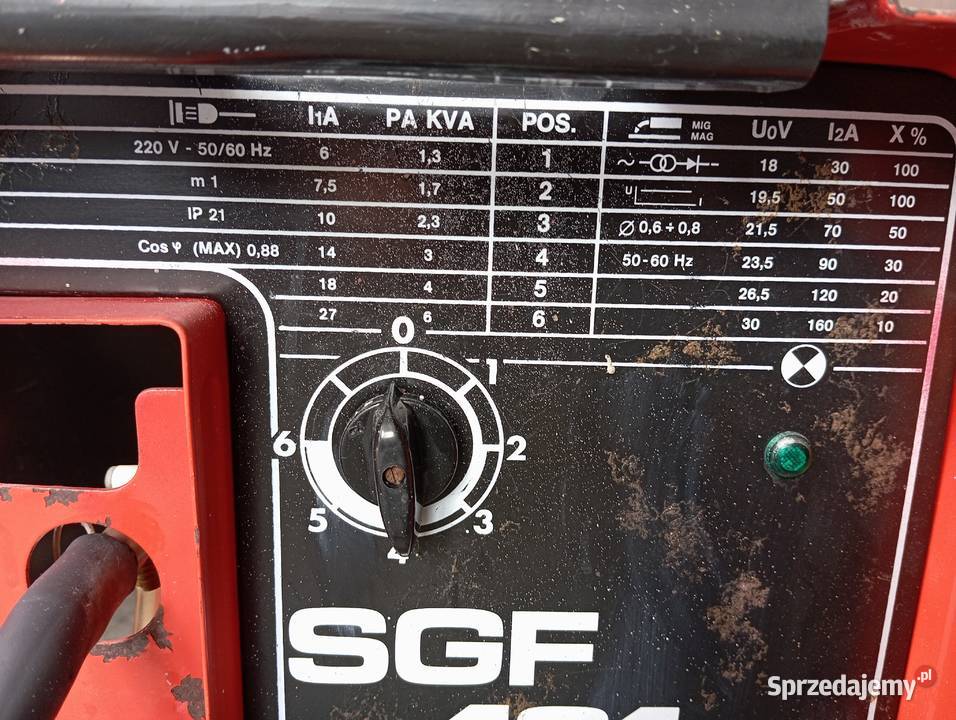 I1A PA KVA POS. MIG MAG U0V I2A X %
220 V - 50/60 Hz 6 1,3 1 18 30 100
m 1 7,5 1,7 2 U I 19,5 50 100
IP 21 10 2,3 3 Ø 0,6 ÷ 0,8 21,5 70 50
Cos φ (MAX) 0,88 14 3 4 50-60 Hz 23,5 90 30
18 4 5 26,5 120 20
27 6 6 30 160 10
0
1
6 2
5 3
4
SGF
Sprzedajemy.pl